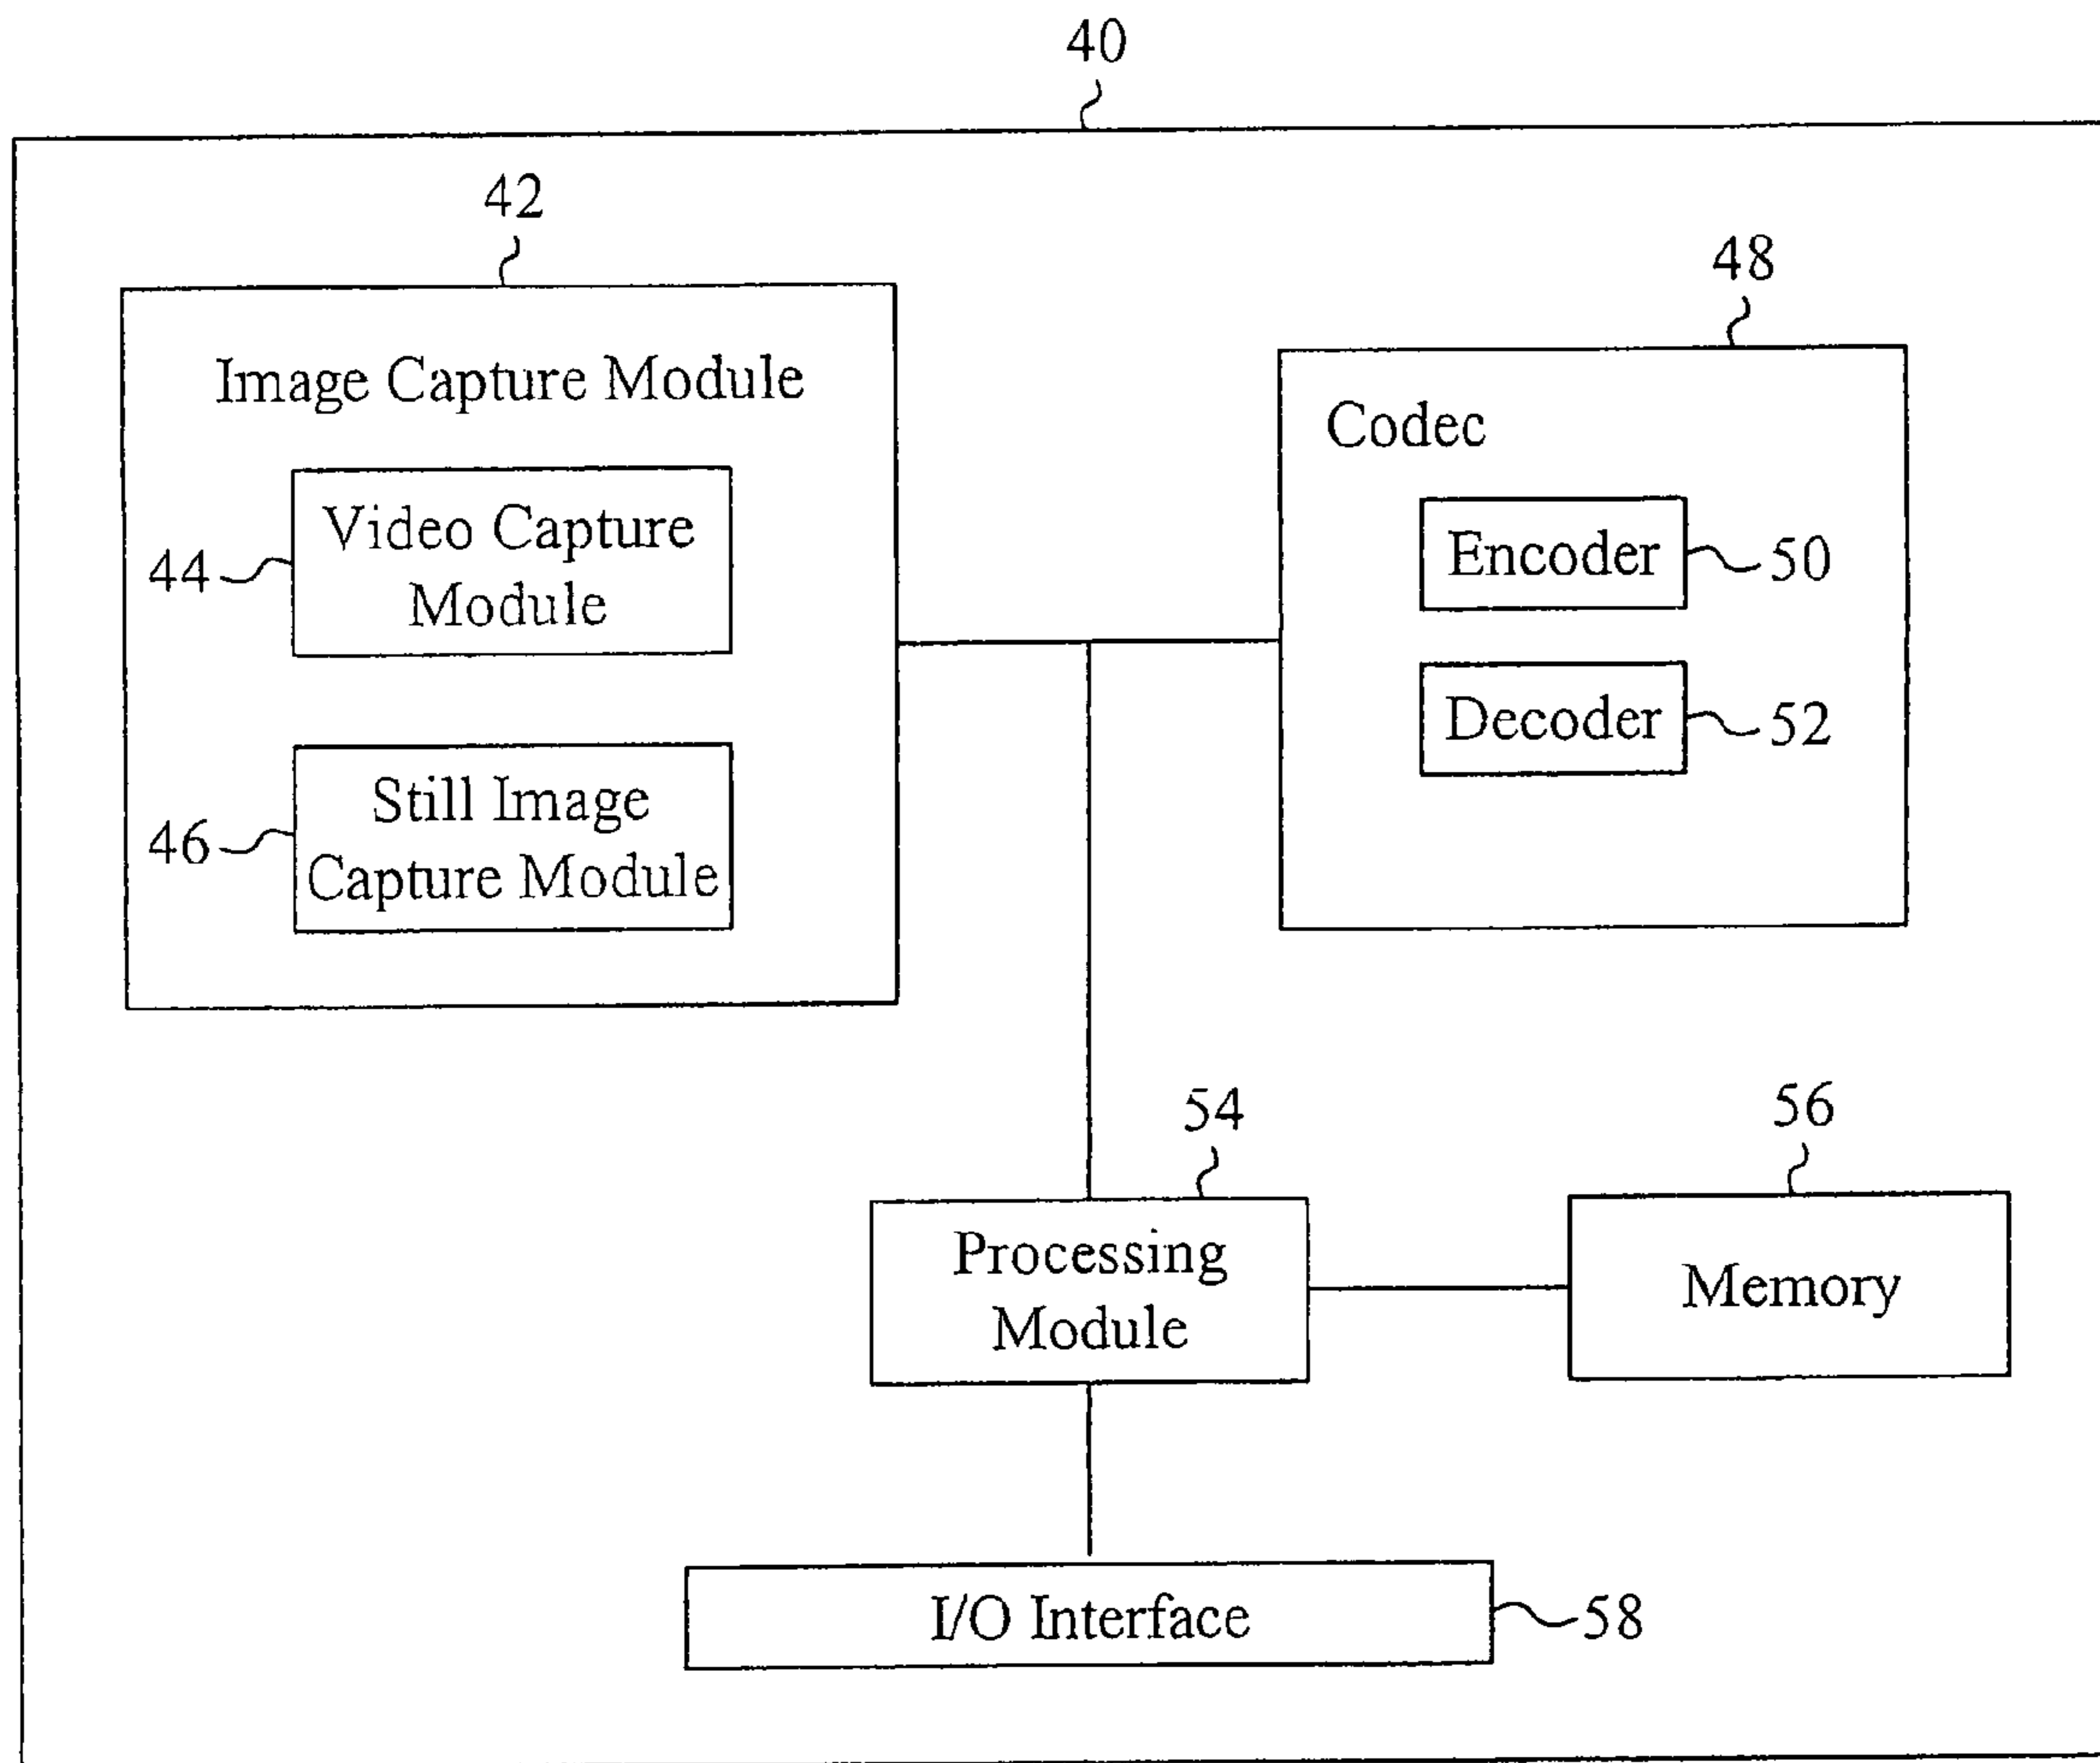 40
42
48
Image Capture Module
Codec
Video Capture
Module
44
Encoder
50
Decoder
52
Still Image
Capture Module
46
54
56
Processing
Module
Memory
I/O Interface
58